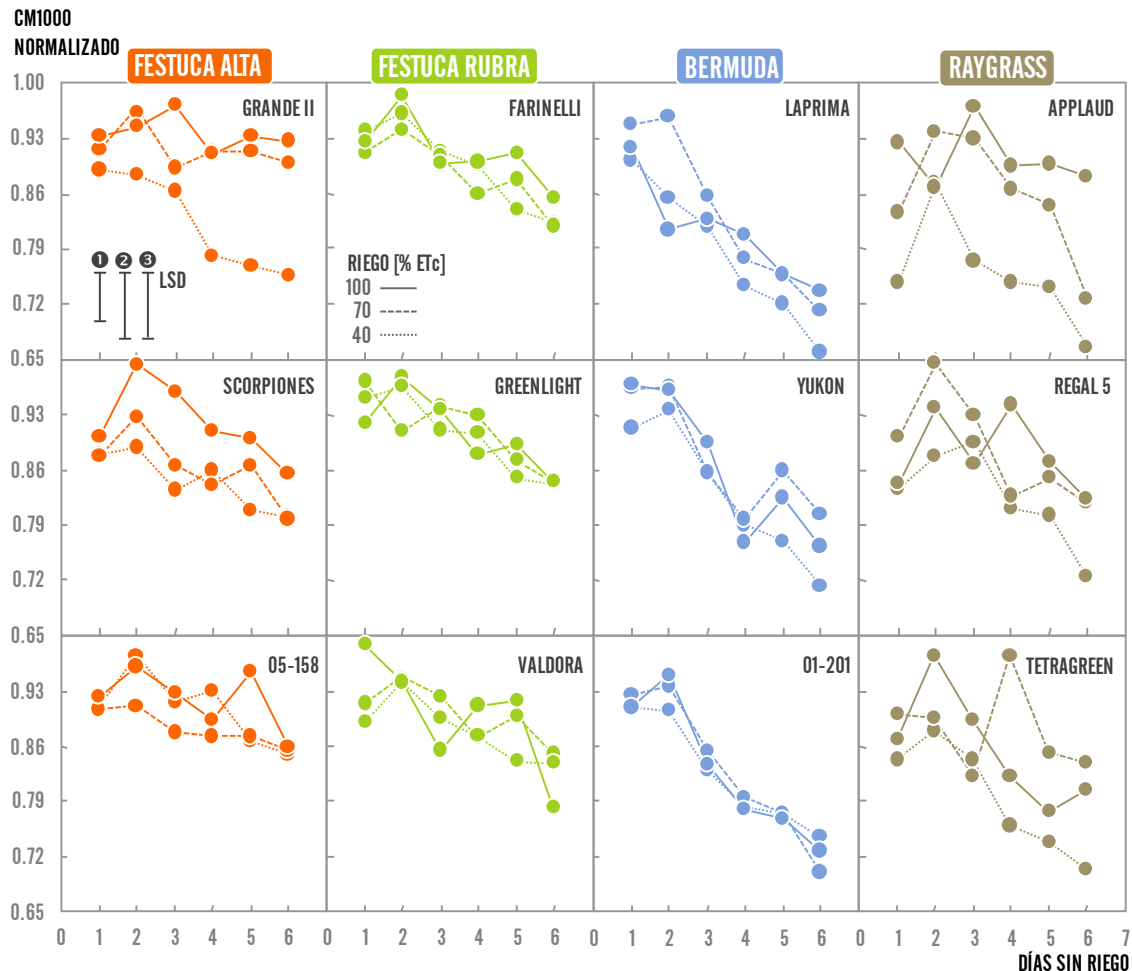 CM1000
NORMALIZADO
FESTUCA ALTA
FESTUCA RUBRA
BERMUDA
RAYGRASS
1.00
0.93
0.86
0.79
0.72
0.65
GRANDE II
FARINELLI
LAPRIMA
APPLAUD
1 2 3
LSD
RIEGO [% ETc]
100
70
40
0.93
0.86
0.79
0.72
0.65
SCORPIONES
GREENLIGHT
YUKON
REGAL 5
0.93
0.86
0.79
0.72
0.65
05-158
VALDORA
01-201
TETRAGREEN
0 1 2 3 4 5 6 0 1 2 3 4 5 6 0 1 2 3 4 5 6 0 1 2 3 4 5 6 7
DÍAS SIN RIEGO